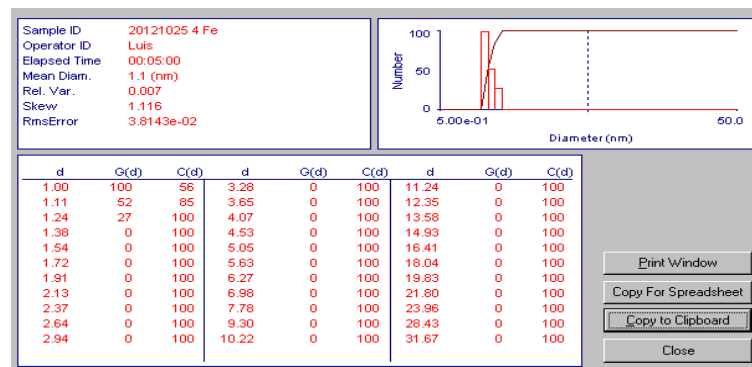 Sample ID 20121025 4 Fe
Operator ID Luis
Elapsed Time 00:05:00
Mean Diam. 1.1 (nm)
Rel. Var. 0.007
Skew 1.116
RmsError 3.8143e-02
Number
100
50
0
5.00e-01 50.0
Diameter (nm)
d G(d) C(d) d G(d) C(d) d G(d) C(d)
1.00 100 56 3.28 0 100 11.24 0 100
1.11 52 85 3.65 0 100 12.35 0 100
1.24 27 100 4.07 0 100 13.58 0 100
1.38 0 100 4.53 0 100 14.93 0 100
1.54 0 100 5.05 0 100 16.41 0 100
1.72 0 100 5.63 0 100 18.04 0 100
1.91 0 100 6.27 0 100 19.83 0 100
2.13 0 100 6.98 0 100 21.80 0 100
2.37 0 100 7.78 0 100 23.96 0 100
2.64 0 100 9.30 0 100 28.43 0 100
2.94 0 100 10.22 0 100 31.67 0 100
Print Window
Copy For Spreadsheet
Copy to Clipboard
Close